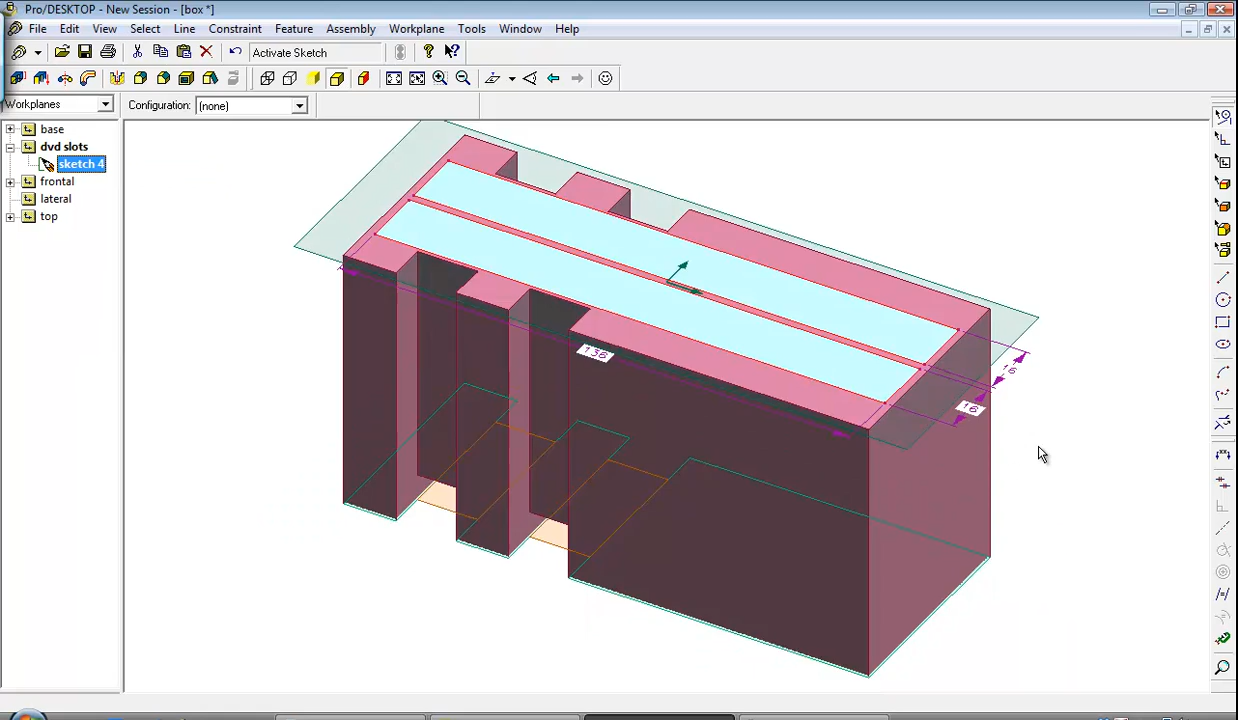 Pro/DESKTOP - New Session - [box *]
File Edit View Select Line Constraint Feature Assembly Workplane Tools Window Help
Activate Sketch
Workplanes Configuration: (none)
base
dvd slots
sketch 4
frontal
lateral
top
136
16
16